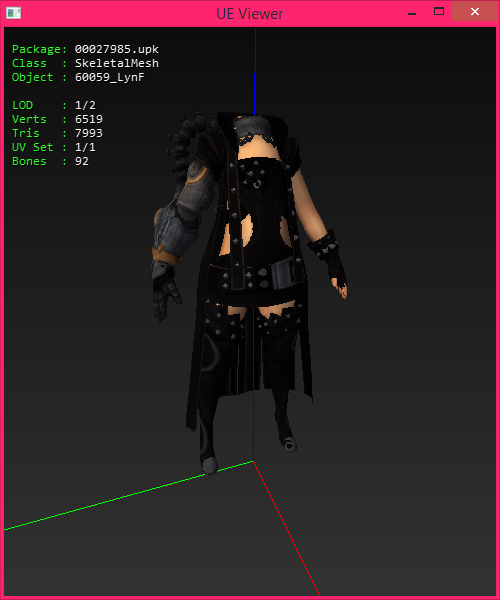 UE Viewer
Package: 00027985.upk
Class : SkeletalMesh
Object : 60059_LynF
LOD : 1/2
Verts : 6519
Tris : 7993
UV Set : 1/1
Bones : 92